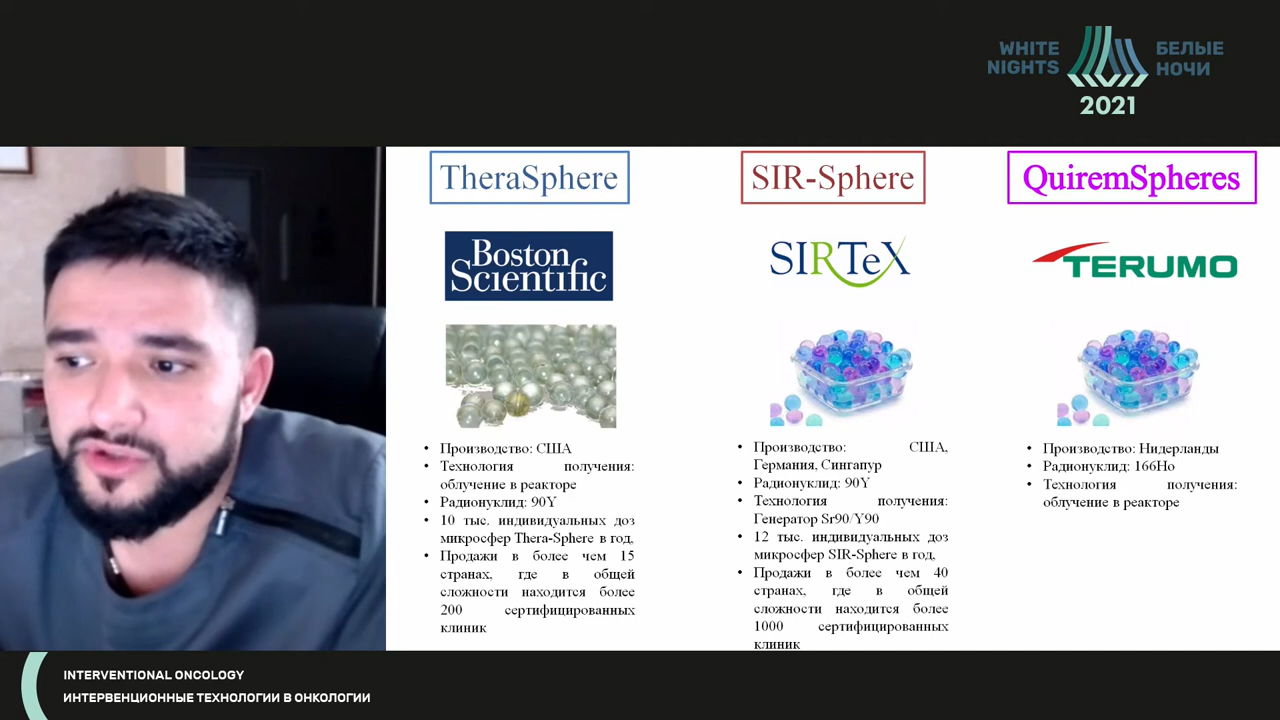 WHITE
NIGHTS
БЕЛЫЕ
НОЧИ
2021
TheraSphere
Boston
Scientific
• Производство: США
• Технология получения:
облучение в реакторе
• Радионуклид: 90Y
• 10 тыс. индивидуальных доз
микросфер Thera-Sphere в год,
• Продажи в более чем 15
странах, где в общей
сложности находится более
200 сертифицированных
клиник
SIR-Sphere
SIRTeX
• Производство: США,
Германия, Сингапур
• Радионуклид: 90Y
• Технология получения:
Генератор Sr90/Y90
• 12 тыс. индивидуальных доз
микросфер SIR-Sphere в год,
• Продажи в более чем 40
странах, где в общей
сложности находится более
1000 сертифицированных
клиник
QuiremSpheres
TERUMO
• Производство: Нидерланды
• Радионуклид: 166Ho
• Технология получения:
облучение в реакторе
INTERVENTIONAL ONCOLOGY
ИНТЕРВЕНЦИОННЫЕ ТЕХНОЛОГИИ В ОНКОЛОГИИ